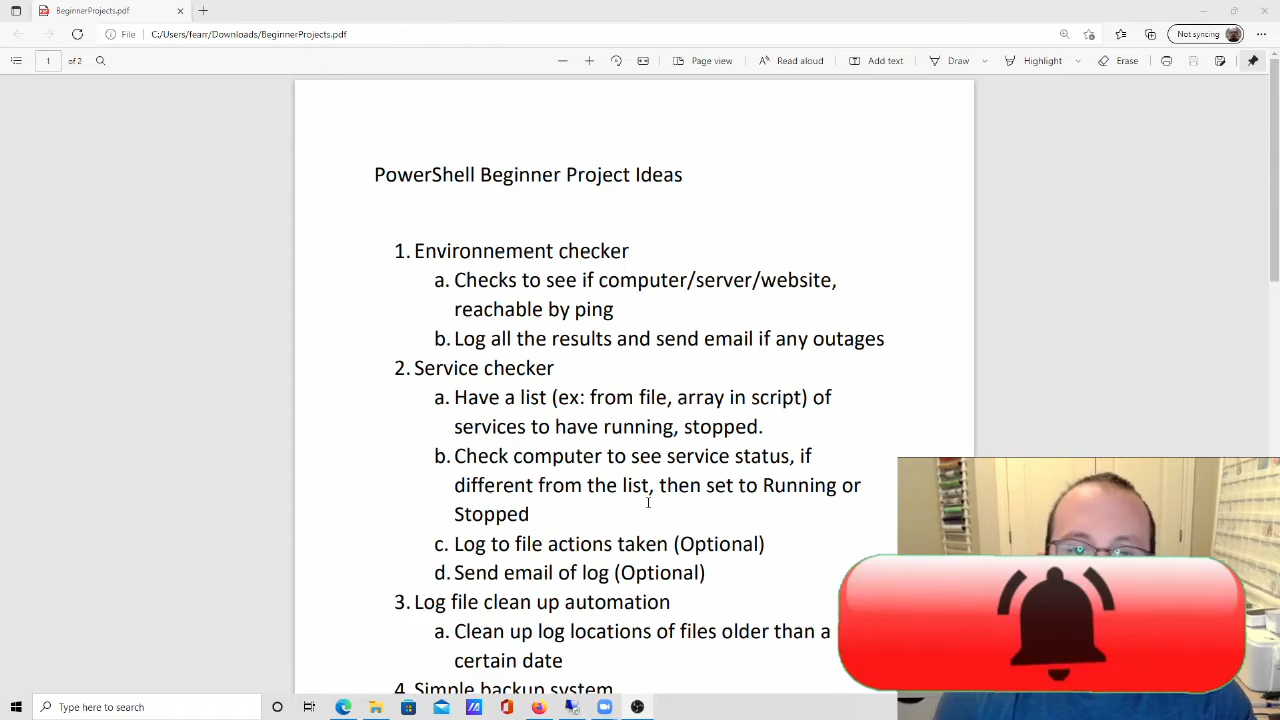 BeginnerProjects.pdf
File C:/Users/fearr/Downloads/BeginnerProjects.pdf Not syncing
1 of 2 Page view Read aloud Add text Draw Highlight Erase
PowerShell Beginner Project Ideas
1. Environnement checker
a. Checks to see if computer/server/website,
reachable by ping
b. Log all the results and send email if any outages
2. Service checker
a. Have a list (ex: from file, array in script) of
services to have running, stopped.
b. Check computer to see service status, if
different from the list, then set to Running or
Stopped
c. Log to file actions taken (Optional)
d. Send email of log (Optional)
3. Log file clean up automation
a. Clean up log locations of files older than a
certain date
4. Simple backup system
Type here to search